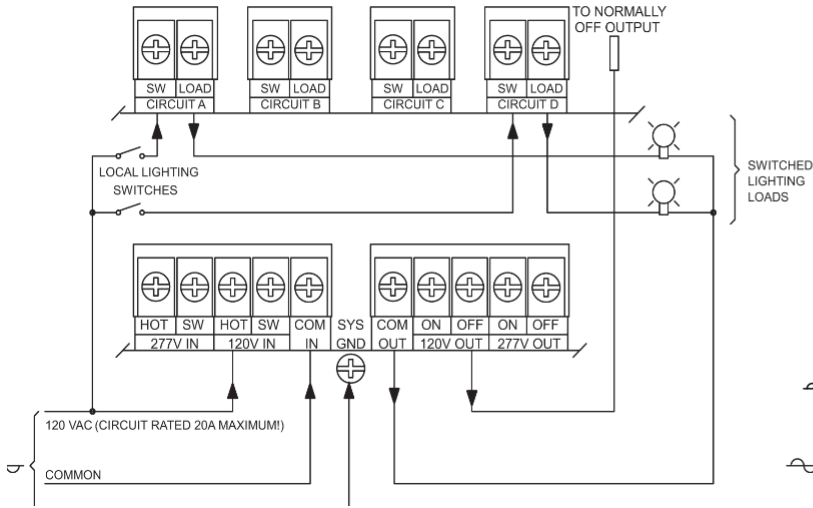 TO NORMALLY
OFF OUTPUT
SW LOAD SW LOAD SW LOAD SW LOAD
CIRCUIT A CIRCUIT B CIRCUIT C CIRCUIT D
LOCAL LIGHTING
SWITCHES
SWITCHED
LIGHTING
LOADS
HOT SW HOT SW COM SYS COM ON OFF ON OFF
277V IN 120V IN IN GND OUT 120V OUT 277V OUT
120 VAC (CIRCUIT RATED 20A MAXIMUM!)
COMMON